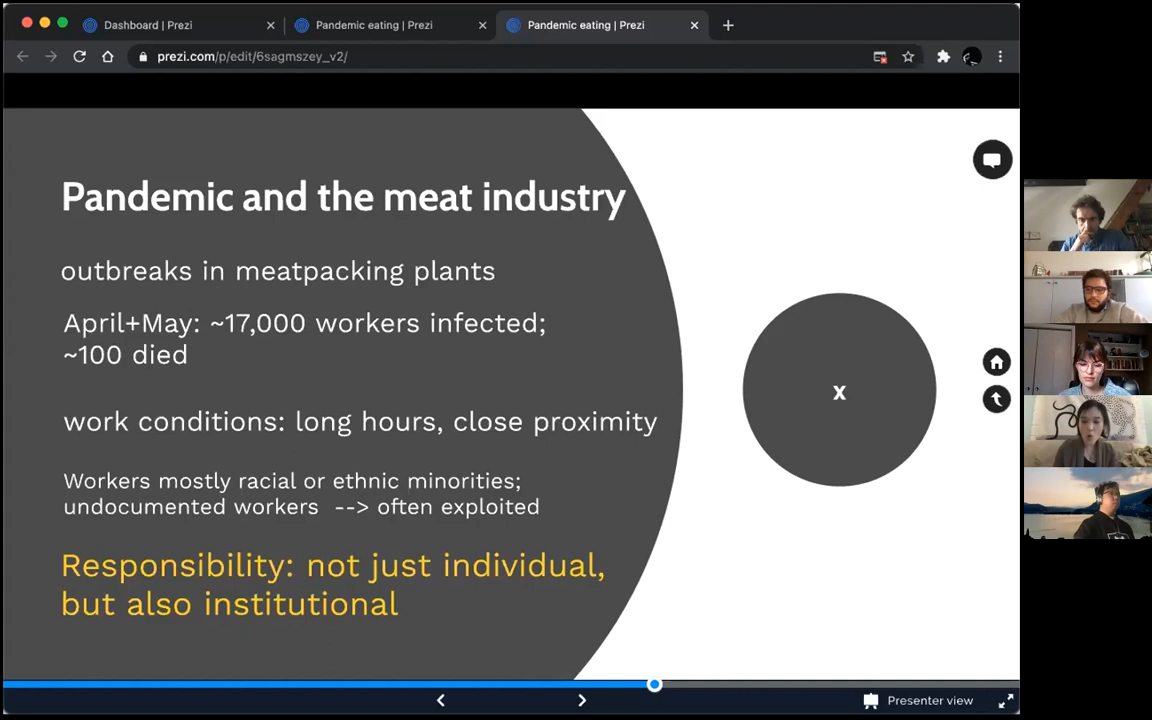 Dashboard | Prezi
Pandemic eating | Prezi
Pandemic eating | Prezi
prezi.com/p/edit/6sagmszey_v2/
Pandemic and the meat industry
outbreaks in meatpacking plants
April+May: ~17,000 workers infected;
~100 died
work conditions: long hours, close proximity
Workers mostly racial or ethnic minorities;
undocumented workers --> often exploited
Responsibility: not just individual,
but also institutional
x
Presenter view